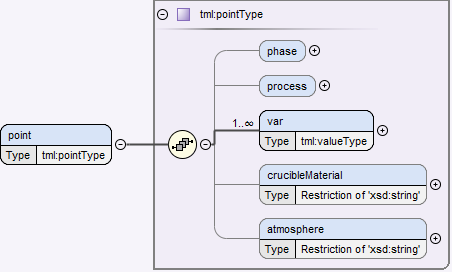 tml:pointType
phase
process
1..∞
var
Type tml:valueType
point
Type tml:pointType
crucibleMaterial
Type Restriction of 'xsd:string'
atmosphere
Type Restriction of 'xsd:string'